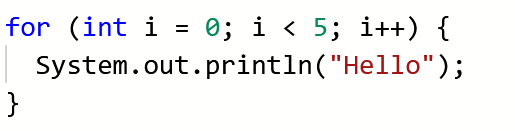 for (int i = 0; i < 5; i++) {
  System.out.println("Hello");
}